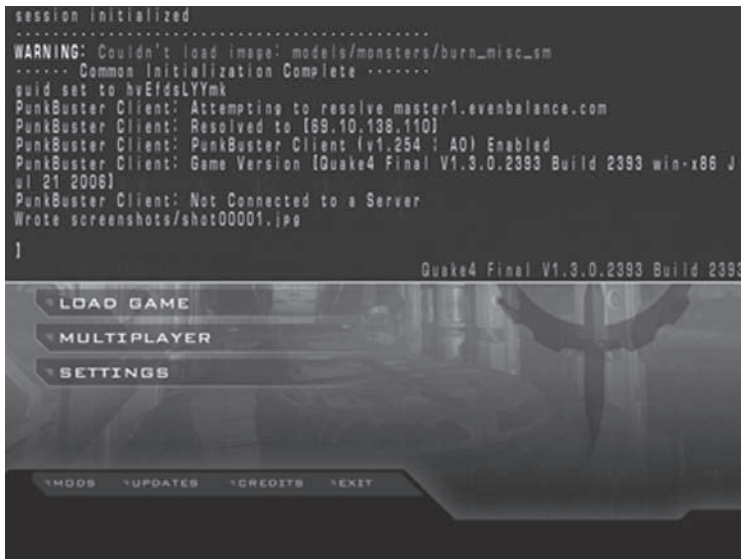 session initialized
--------------------------------------------
WARNING: Couldn't load image: models/monsters/burn_misc_sm
------ Common Initialization Complete -------
guid set to hvEfdsLYYmk
PunkBuster Client: Attempting to resolve master1.evenbalance.com
PunkBuster Client: Resolved to [69.10.138.110]
PunkBuster Client: PunkBuster Client (v1.254 | A0) Enabled
PunkBuster Client: Game Version [Quake4 Final V1.3.0.2393 Build 2393 win-x86 J
ul 21 2006]
PunkBuster Client: Not Connected to a Server
Wrote screenshots/shot00001.jpg
]
Quake4 Final V1.3.0.2393 Build 2393
LOAD GAME
MULTIPLAYER
SETTINGS
MODS UPDATES CREDITS EXIT